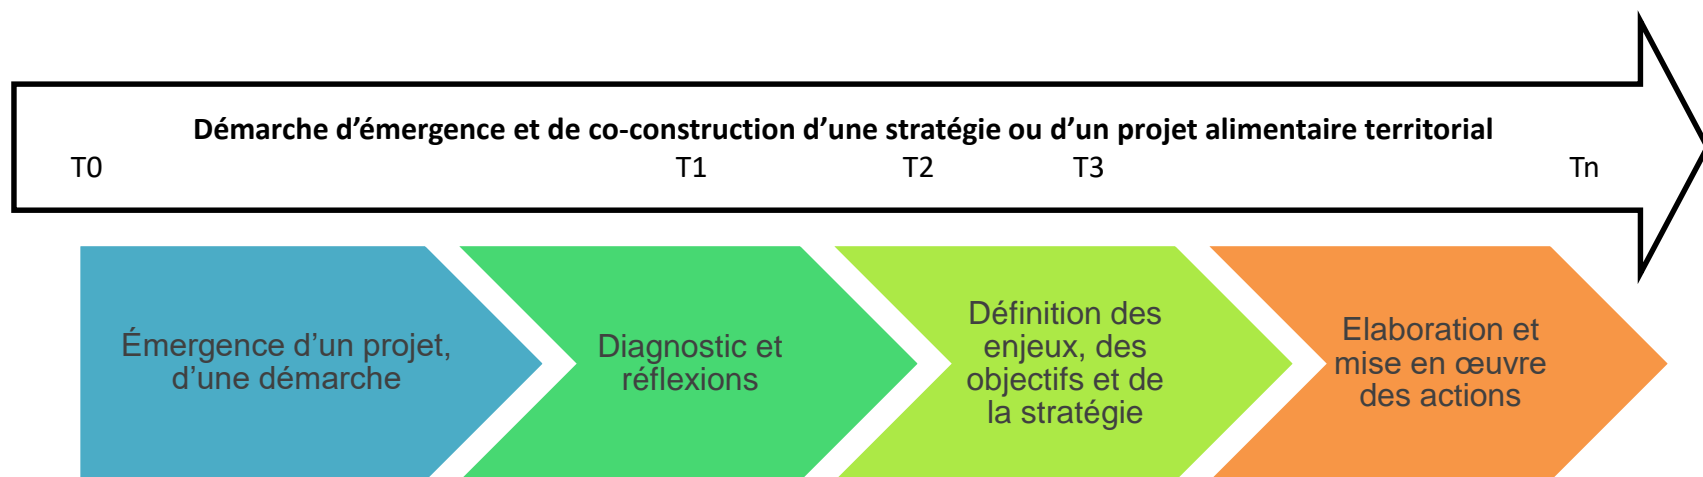 Démarche d’émergence et de co-construction d’une stratégie ou d’un projet alimentaire territorial
T0 T1 T2 T3 Tn
Émergence d’un projet,
d’une démarche
Diagnostic et
réflexions
Définition des
enjeux, des
objectifs et de
la stratégie
Elaboration et
mise en œuvre
des actions